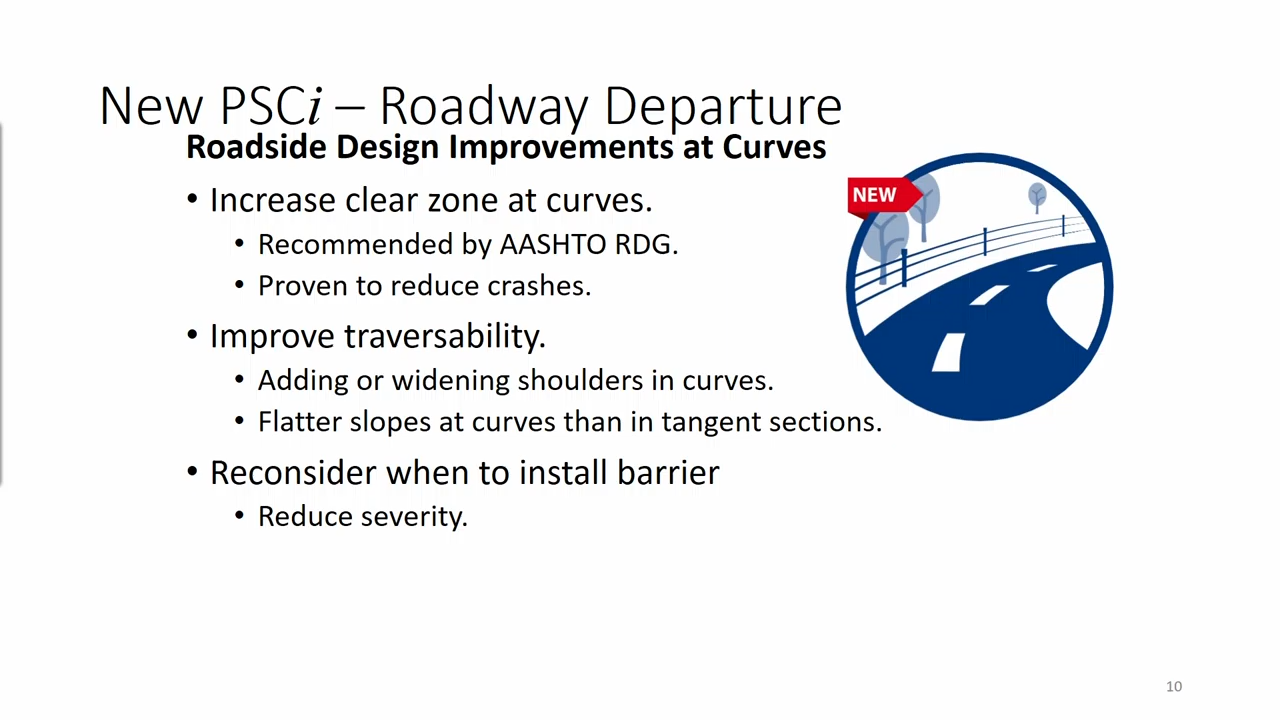 New PSCi – Roadway Departure
Roadside Design Improvements at Curves
NEW
• Increase clear zone at curves.
• Recommended by AASHTO RDG.
• Proven to reduce crashes.
• Improve traversability.
• Adding or widening shoulders in curves.
• Flatter slopes at curves than in tangent sections.
• Reconsider when to install barrier
• Reduce severity.
10